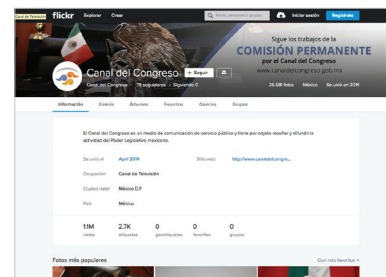 Canal de Televisión
flickr Explorar Crear
Iniciar sesión Regístrate
Sigue los trabajos de la
COMISIÓN PERMANENTE
por el Canal del Congreso
www.canaldelcongreso.gob.mx
Canal del Congreso + Seguir
Canal del Congreso 78 seguidores • Siguiendo 0
26,581 fotos México Se unió en 2014
Información Galería Álbumes Favoritos Galerías Grupos
El Canal del Congreso es un medio de comunicación de servicio público y tiene por objeto reseñar y difundir la
actividad del Poder Legislativo mexicano.
Se unió el April 2014 Sitio web http://www.canaldelcongre...
Ocupación Canal de Televisión
Ciudad natal México D.F
País México
1.1M 2.7K 0 0 0
vistas etiquetas geoetiquetas favoritos grupos
Fotos más populares Con más favoritos